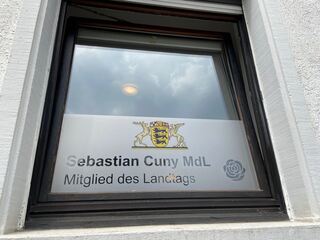 Sebastian Cuny MdL
Mitglied des Landtags